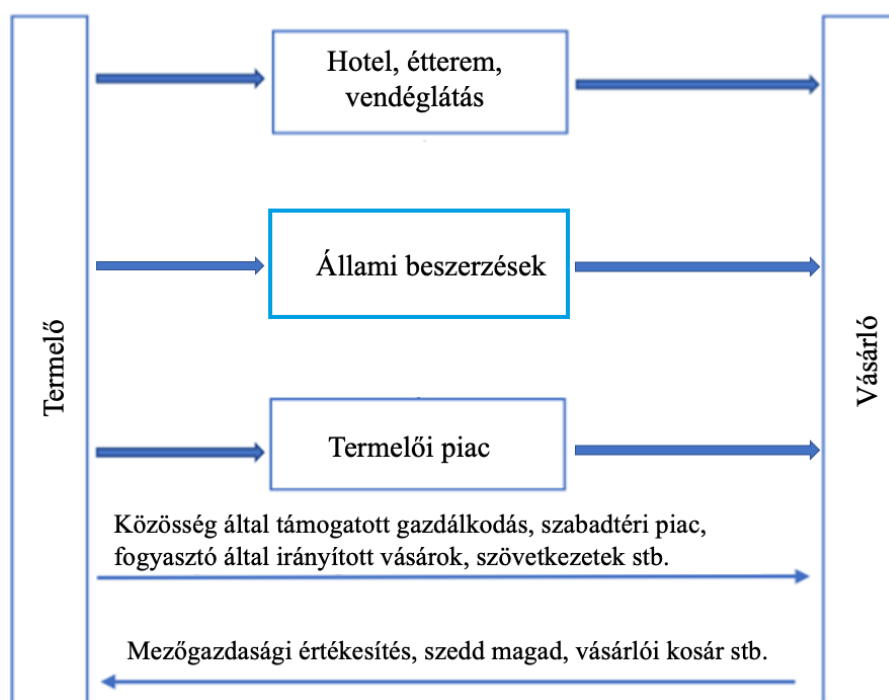 Hotel, étterem,
vendéglátás
Állami beszerzések
Termelő
Vásárló
Termelői piac
Közösség által támogatott gazdálkodás, szabadtéri piac,
fogyasztó által irányított vásárok, szövetkezetek stb.
Mezőgazdasági értékesítés, szedd magad, vásárlói kosár stb.